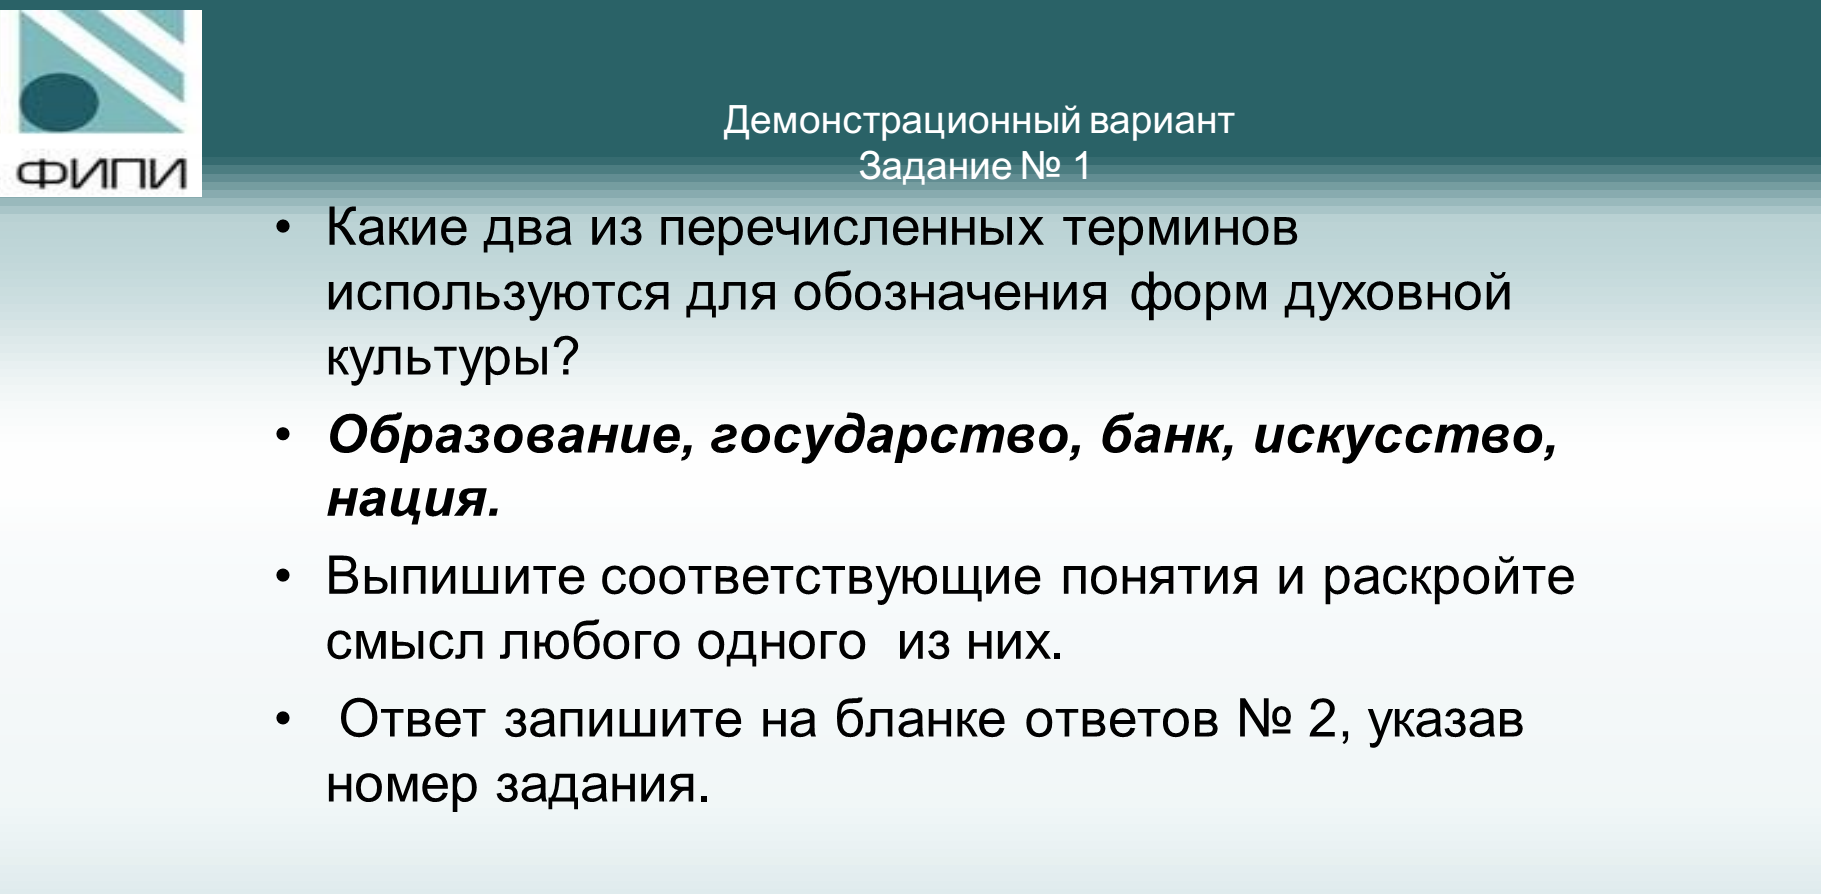 ФИПИ
Демонстрационный вариант
Задание № 1
• Какие два из перечисленных терминов
используются для обозначения форм духовной
культуры?
• Образование, государство, банк, искусство,
нация.
• Выпишите соответствующие понятия и раскройте
смысл любого одного из них.
• Ответ запишите на бланке ответов № 2, указав
номер задания.